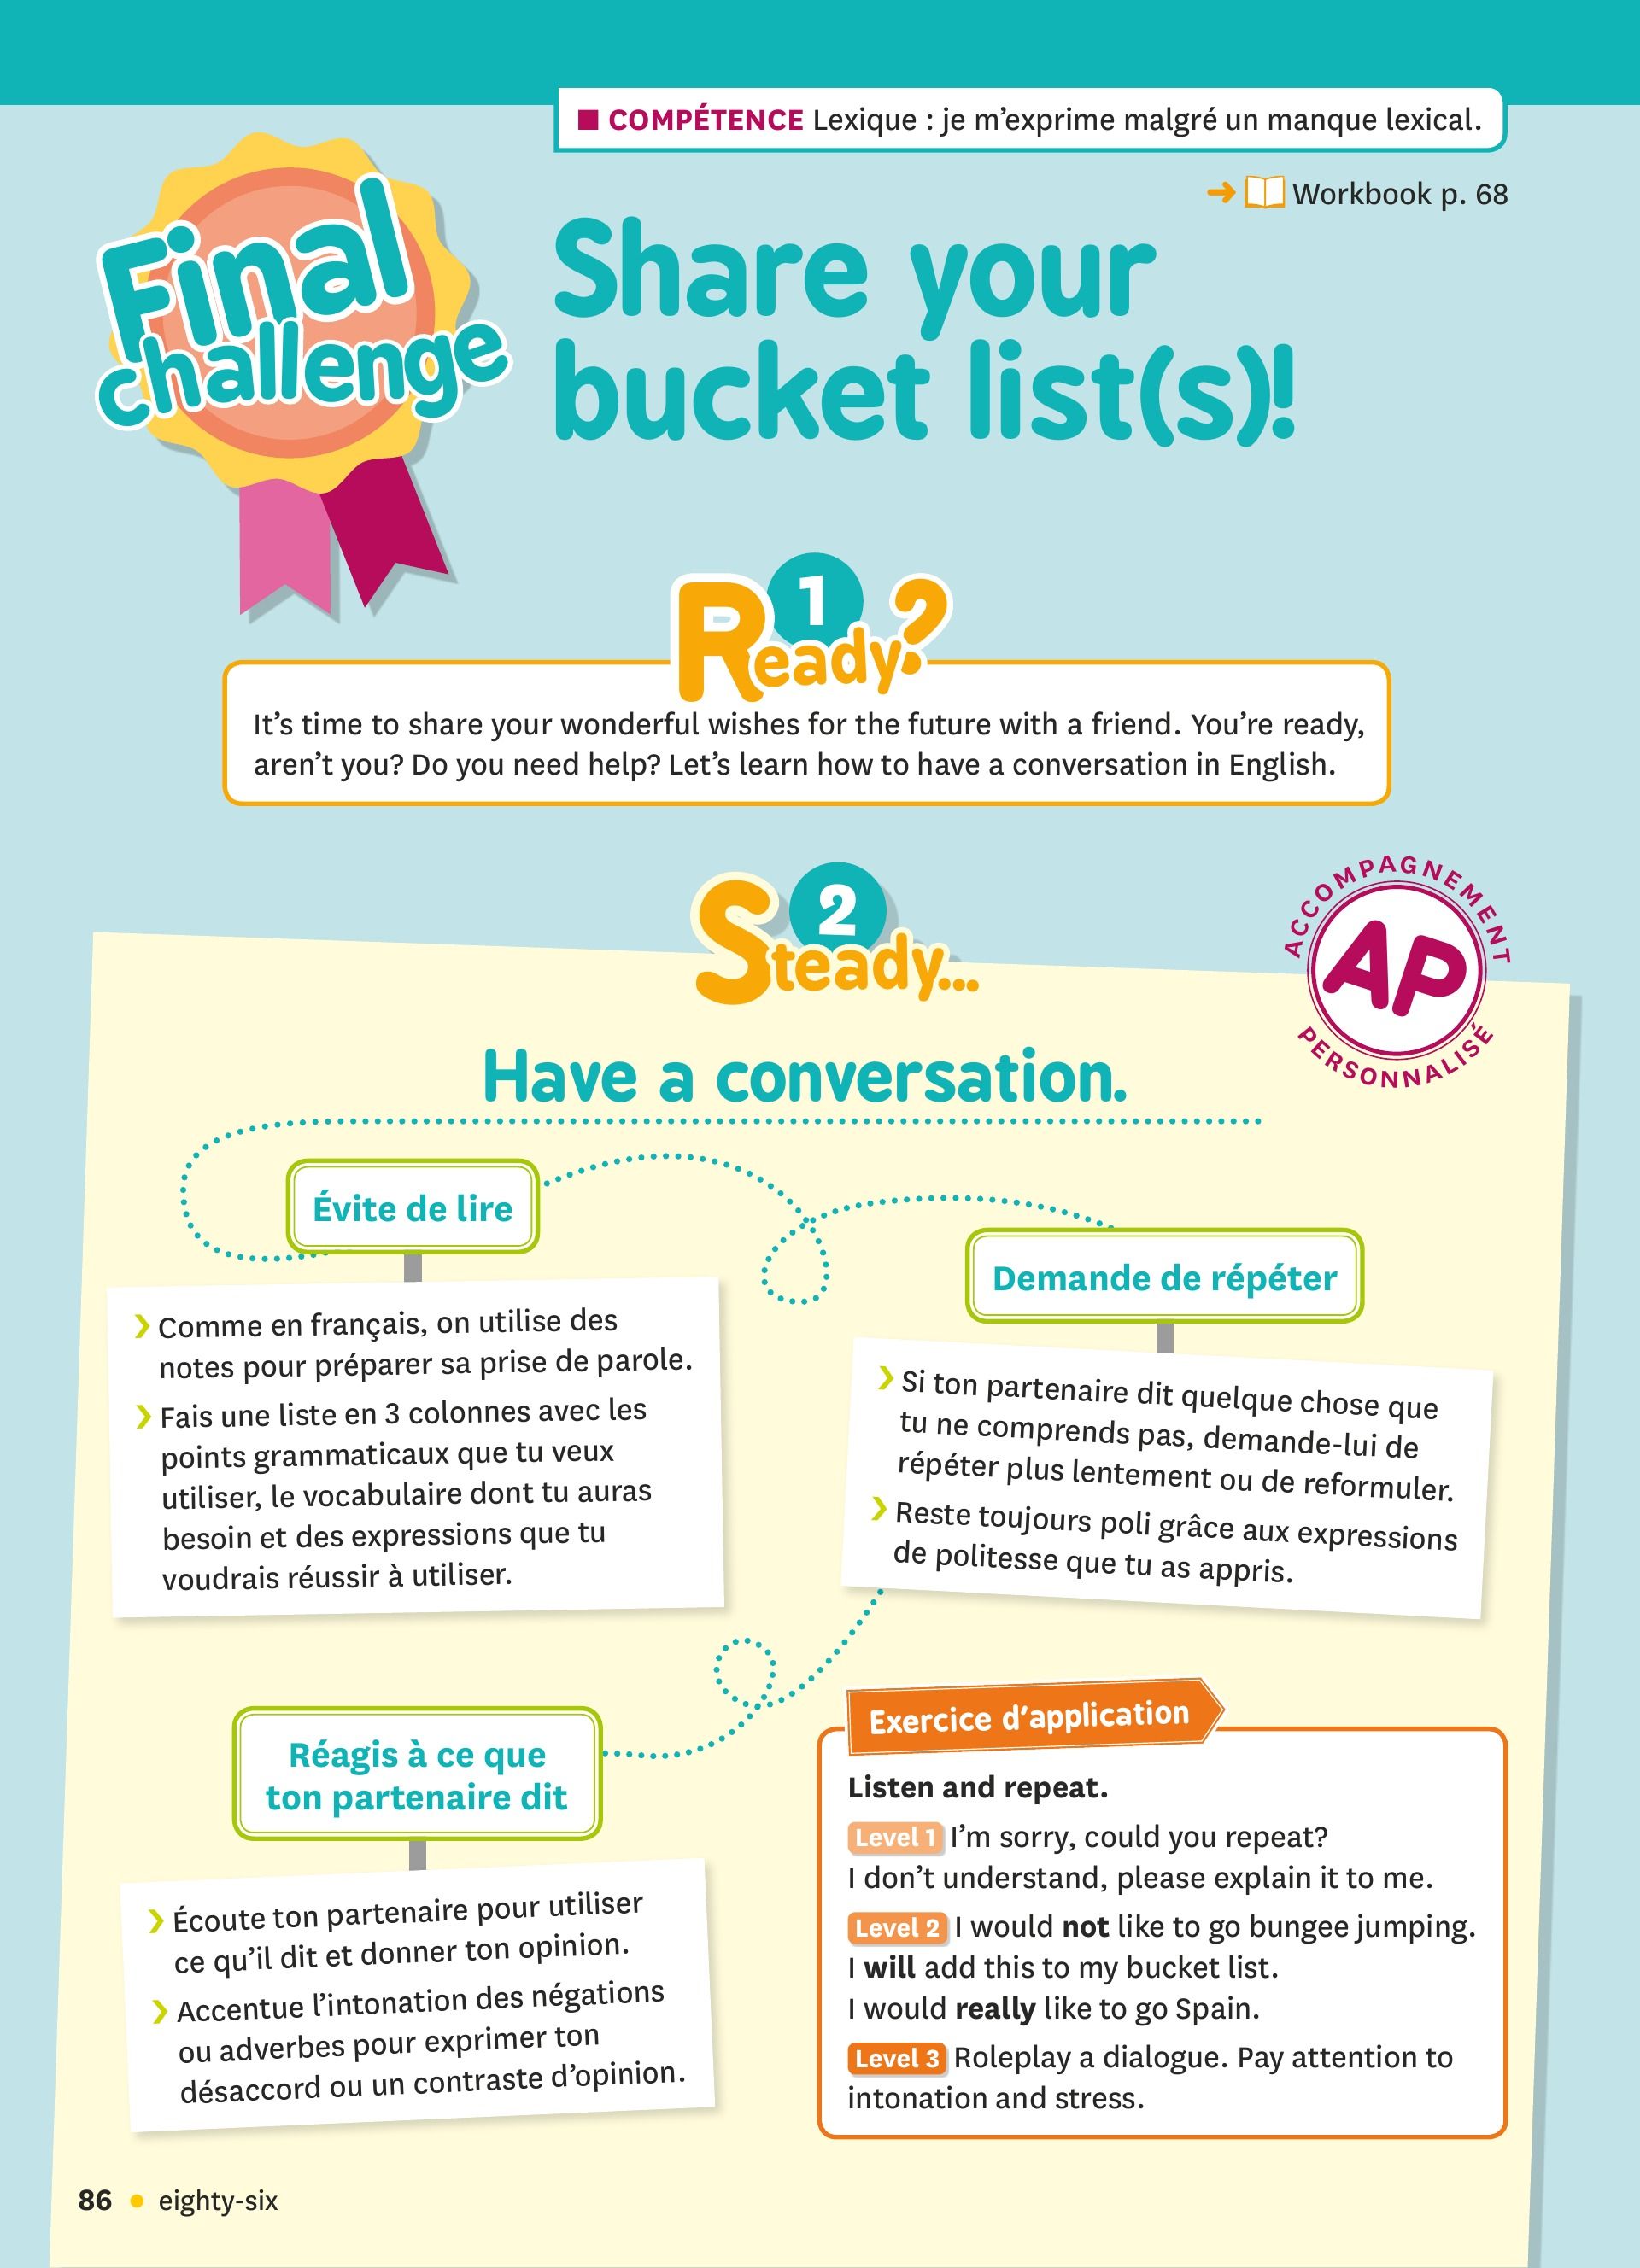 ■ COMPÉTENCE Lexique : je m’exprime malgré un manque lexical.
➜ Workbook p. 68
Final
challenge
Share your
bucket list(s)!
1
Ready?
It’s time to share your wonderful wishes for the future with a friend. You’re ready,
aren’t you? Do you need help? Let’s learn how to have a conversation in English.
2
Steady...
ACCOMPAGNEMENT
AP
PERSONNALISÉ
Have a conversation.
Évite de lire
❯ Comme en français, on utilise des
notes pour préparer sa prise de parole.
❯ Fais une liste en 3 colonnes avec les
points grammaticaux que tu veux
utiliser, le vocabulaire dont tu auras
besoin et des expressions que tu
voudrais réussir à utiliser.
Demande de répéter
❯ Si ton partenaire dit quelque chose que
tu ne comprends pas, demande-lui de
répéter plus lentement ou de reformuler.
❯ Reste toujours poli grâce aux expressions
de politesse que tu as appris.
Réagis à ce que
ton partenaire dit
❯ Écoute ton partenaire pour utiliser
ce qu’il dit et donner ton opinion.
❯ Accentue l’intonation des négations
ou adverbes pour exprimer ton
désaccord ou un contraste d’opinion.
Exercice d’application
Listen and repeat.
Level 1 I’m sorry, could you repeat?
I don’t understand, please explain it to me.
Level 2 I would not like to go bungee jumping.
I will add this to my bucket list.
I would really like to go Spain.
Level 3 Roleplay a dialogue. Pay attention to
intonation and stress.
86 • eighty-six